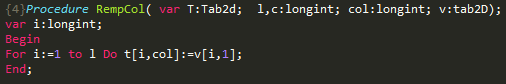 {4}Procedure RempCol( var T:Tab2d;  l,c:longint; col:longint; v:tab2D);
var i:longint;
Begin
For i:=1 to l Do t[i,col]:=v[i,1];
End;